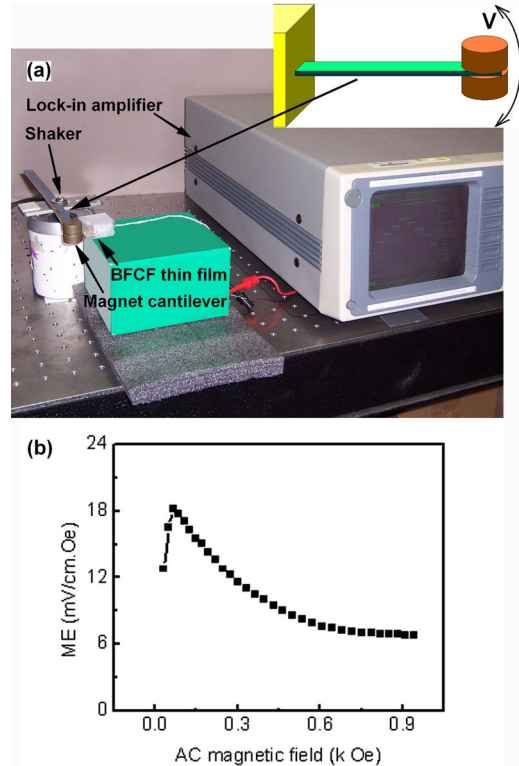 V
(a)
Lock-in amplifier
Shaker
BFCF thin film
Magnet cantilever
(b)
24
18
12
6
0
ME (mV/cm.Oe)
0.0 0.3 0.6 0.9
AC magnetic field (k Oe)